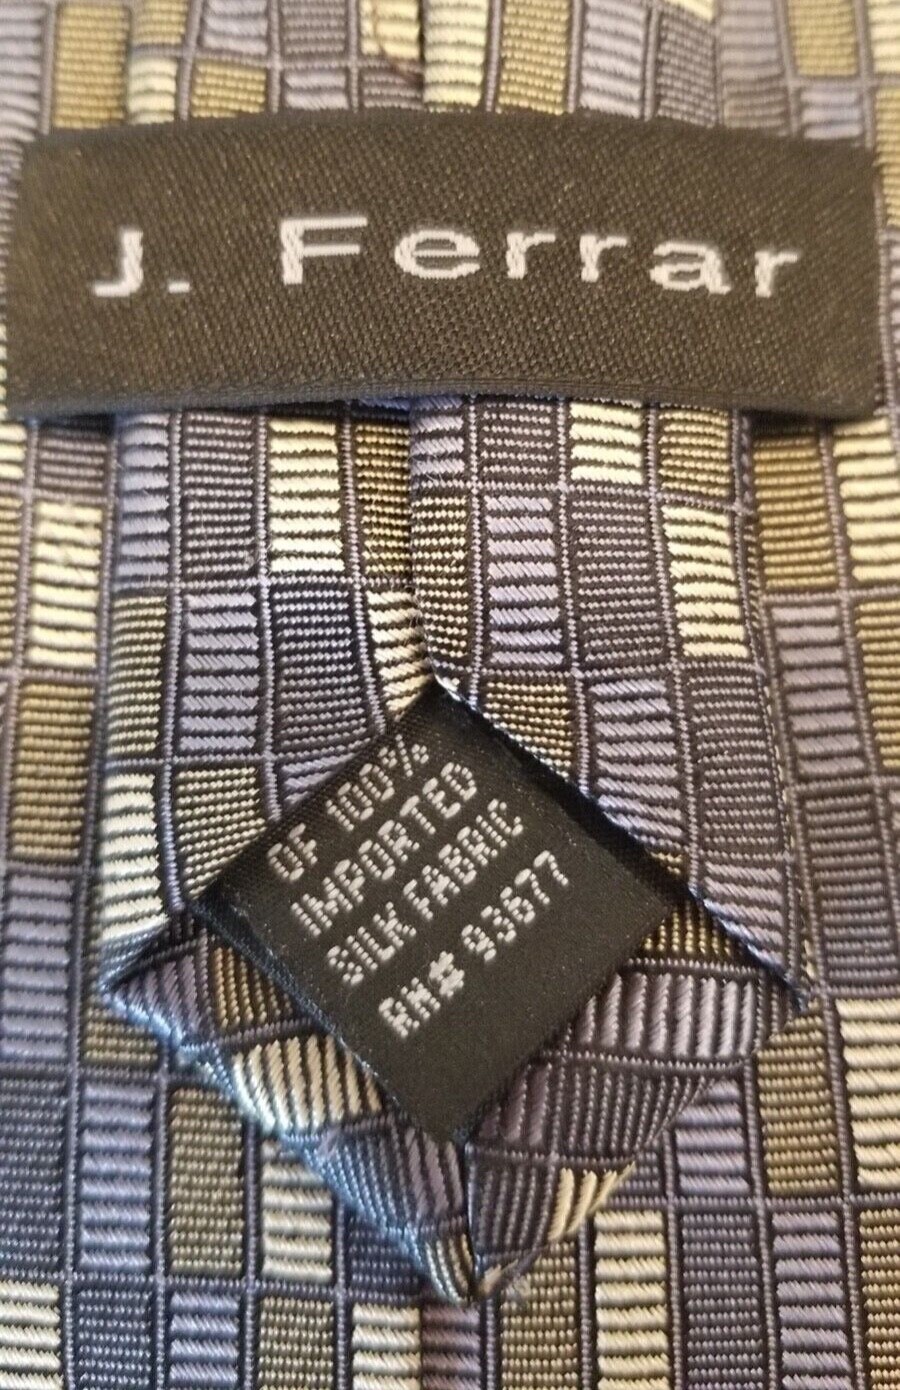 J. Ferrar
OF 100%
IMPORTED
SILK FABRIC
RN# 93677